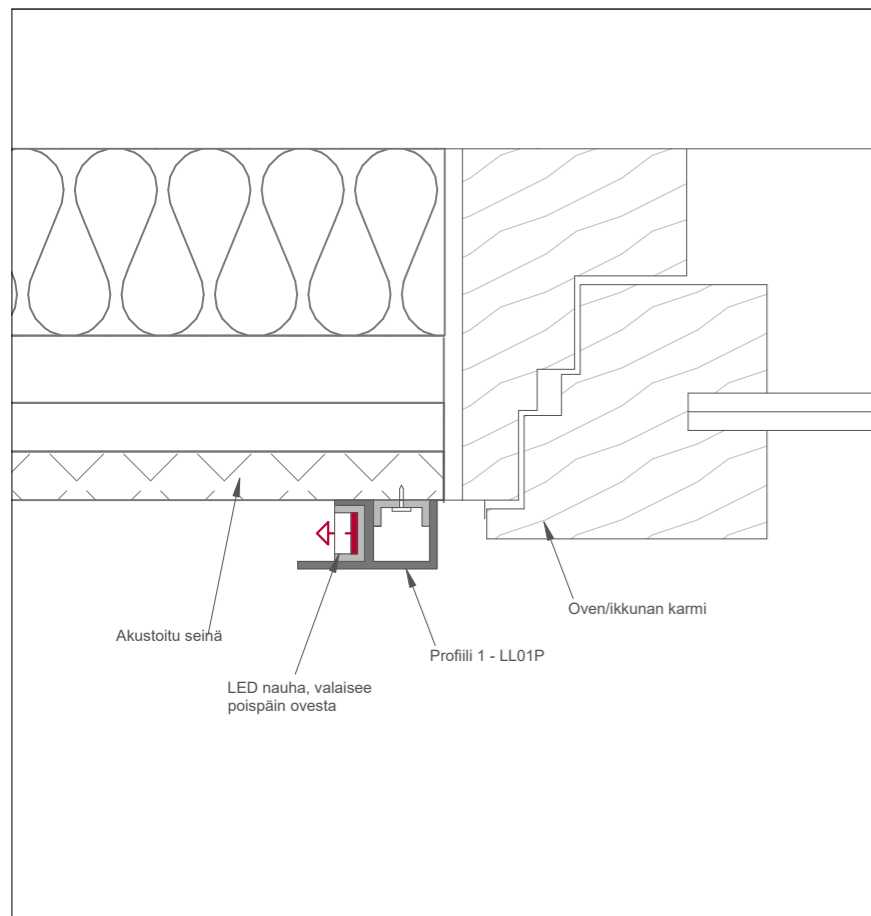 Akustoitu seinä
LED nauha, valaisee
poispäin ovesta
Profiili 1 - LL01P
Oven/ikkunan karmi